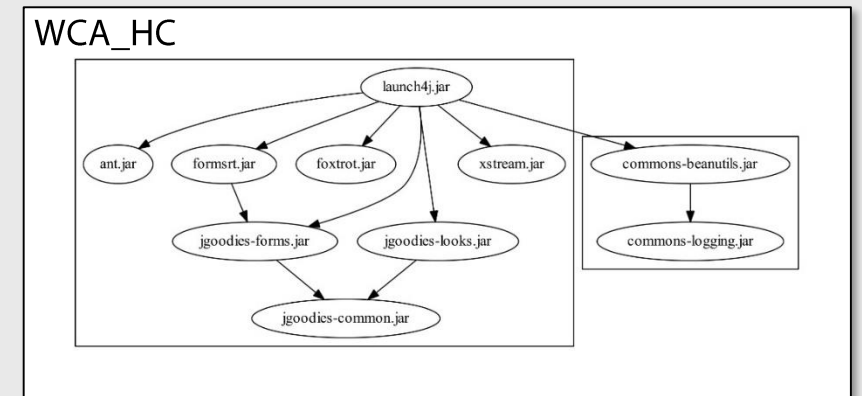 WCA_HC
launch4j.jar
ant.jar
formsrt.jar
foxtrot.jar
xstream.jar
commons-beanutils.jar
jgoodies-forms.jar
jgoodies-looks.jar
commons-logging.jar
jgoodies-common.jar